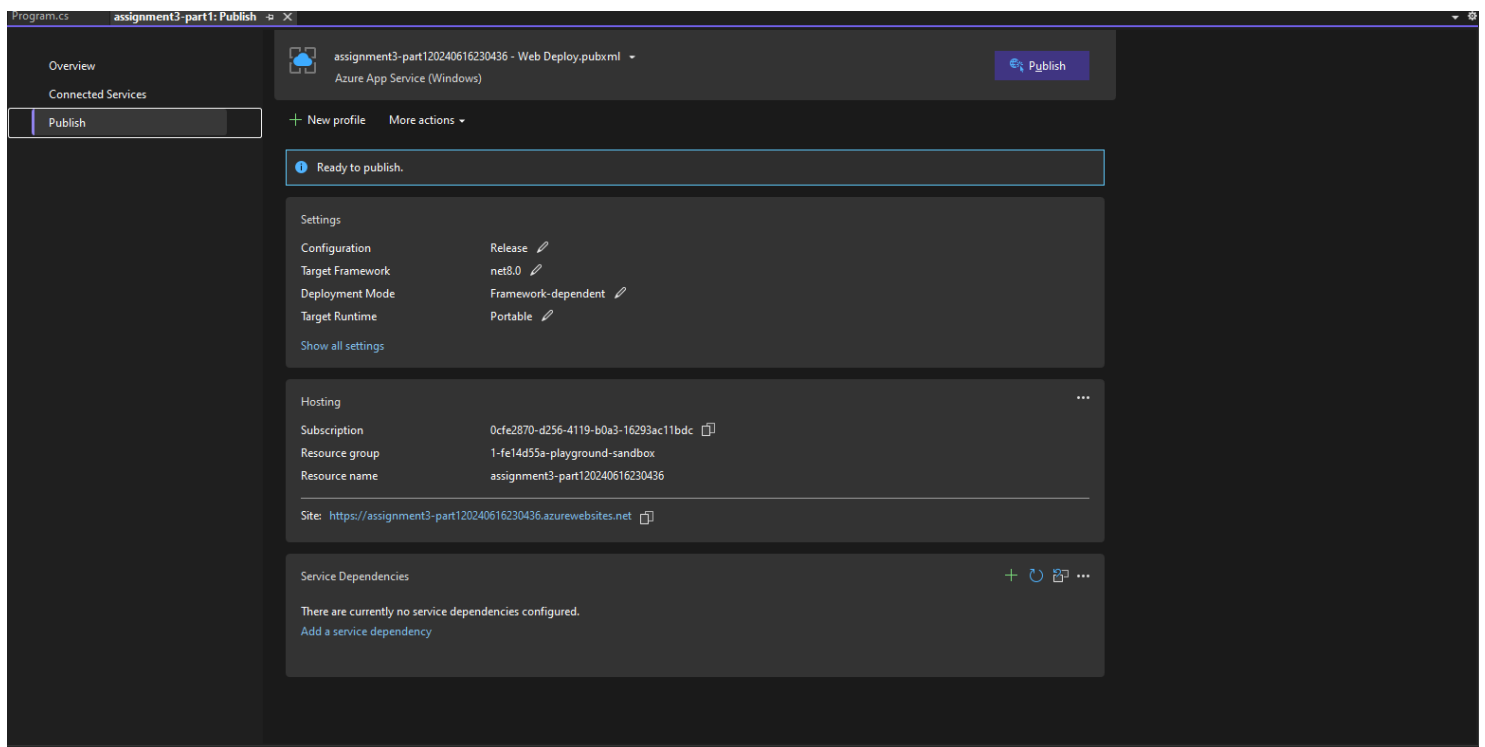 Program.cs
assignment3-part1: Publish
Overview
Connected Services
Publish
assignment3-part120240616230436 - Web Deploy.pubxml
Azure App Service (Windows)
Publish
New profile More actions
Ready to publish.
Settings
Configuration Release
Target Framework net8.0
Deployment Mode Framework-dependent
Target Runtime Portable
Show all settings
Hosting
Subscription 0cfe2870-d256-4119-b0a3-16293ac11bdc
Resource group 1-fe14d55a-playground-sandbox
Resource name assignment3-part120240616230436
Site: https://assignment3-part120240616230436.azurewebsites.net
Service Dependencies
There are currently no service dependencies configured.
Add a service dependency